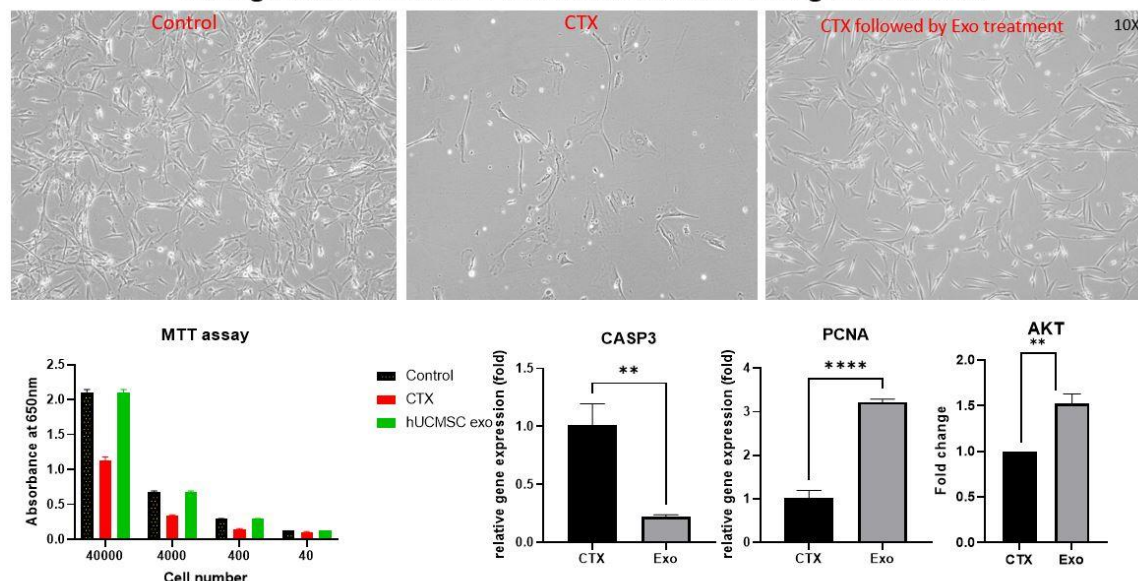 Control
CTX
CTX followed by Exo treatment
10X
MTT assay
Absorbance at 650nm
2.5
2.0
1.5
1.0
0.5
0.0
40000 4000 400 40
Cell number
Control
CTX
hUCMSC exo
CASP3
relative gene expression (fold)
1.5
1.0
0.5
0.0
**
CTX Exo
PCNA
relative gene expression (fold)
4
3
2
1
0
****
CTX Exo
AKT
Fold change
2.0
1.5
1.0
0.5
0.0
**
CTX Exo